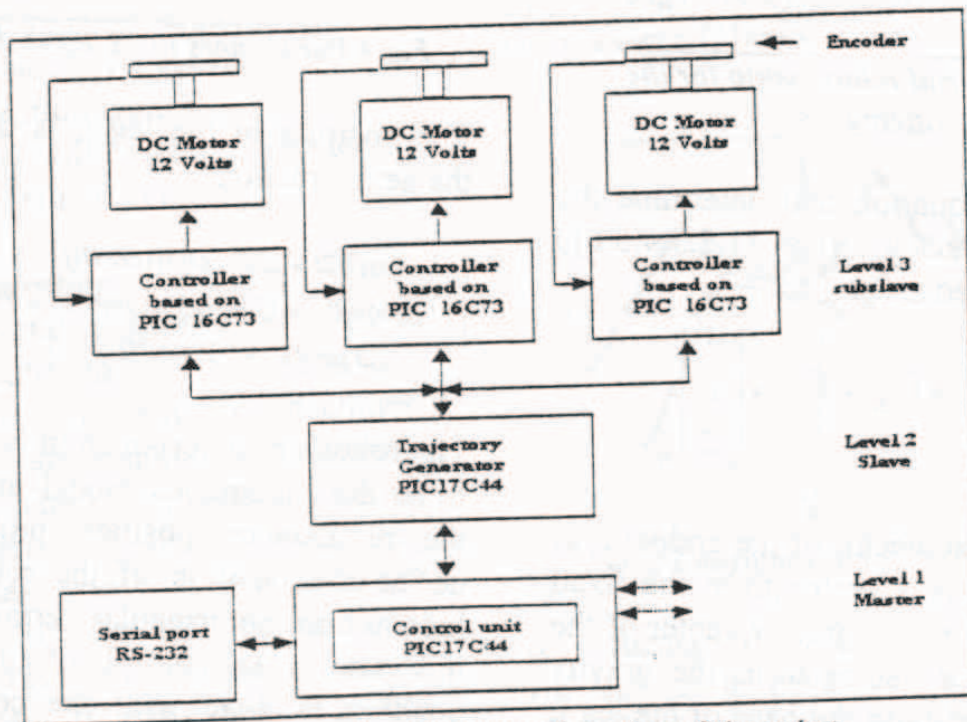 Encoder
DC Motor
12 Volts
DC Motor
12 Volts
DC Motor
12 Volts
Controller
based on
PIC 16C73
Controller
based on
PIC 16C73
Controller
based on
PIC 16C73
Level 3
subslave
Trajectory
Generator
PIC17C44
Level 2
Slave
Serial port
RS-232
Control unit
PIC17C44
Level 1
Master